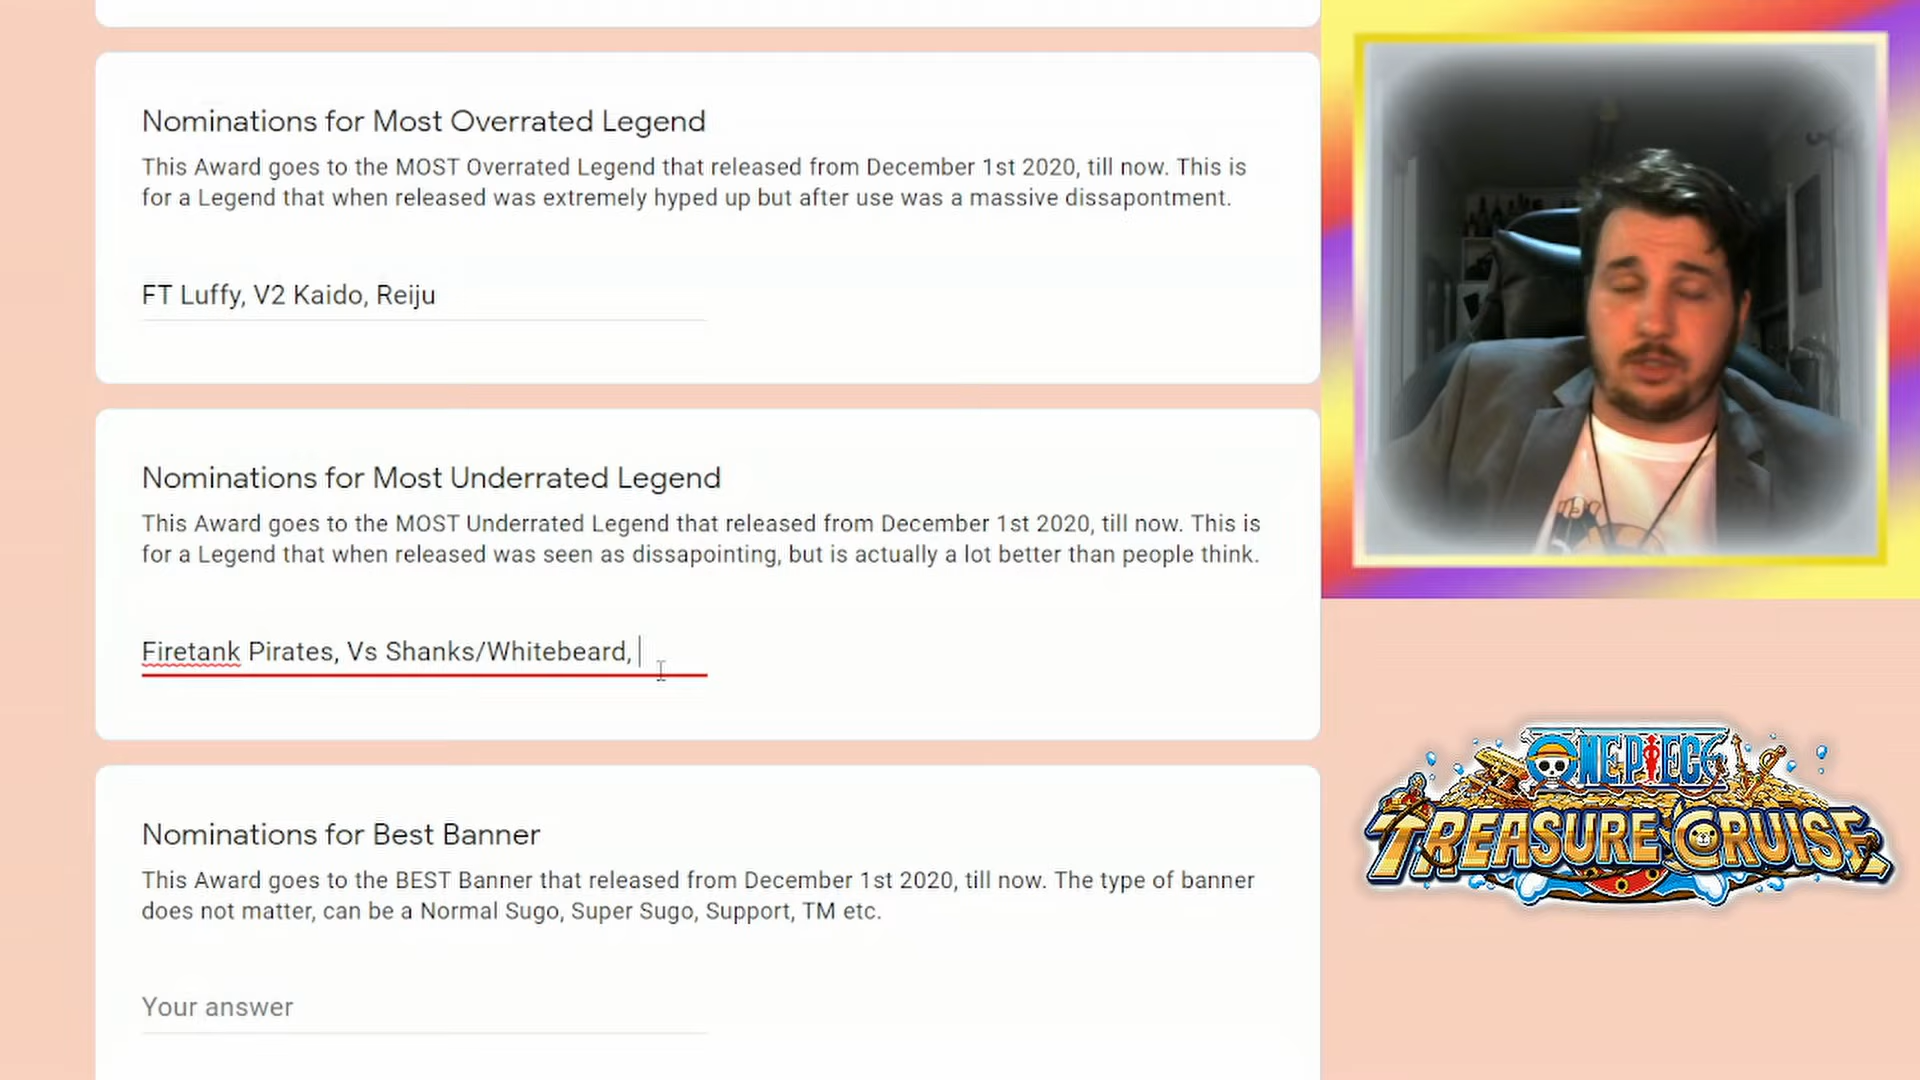 Nominations for Most Overrated Legend
This Award goes to the MOST Overrated Legend that released from December 1st 2020, till now. This is
for a Legend that when released was extremely hyped up but after use was a massive dissapontment.
FT Luffy, V2 Kaido, Reiju
Nominations for Most Underrated Legend
This Award goes to the MOST Underrated Legend that released from December 1st 2020, till now. This is
for a Legend that when released was seen as dissapointing, but is actually a lot better than people think.
Firetank Pirates, Vs Shanks/Whitebeard,
Nominations for Best Banner
This Award goes to the BEST Banner that released from December 1st 2020, till now. The type of banner
does not matter, can be a Normal Sugo, Super Sugo, Support, TM etc.
Your answer
ONE PIECE
TREASURE CRUISE